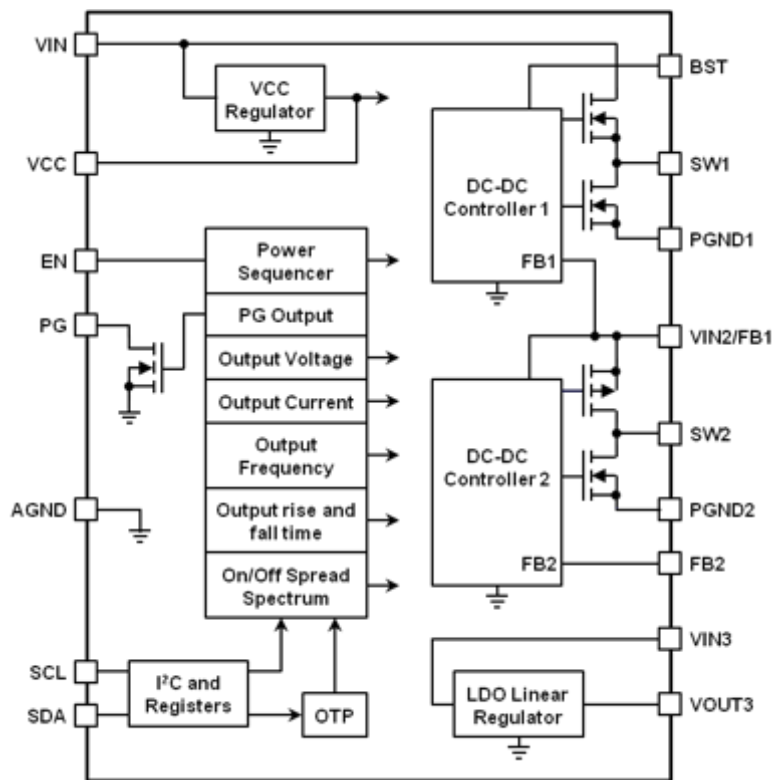 VIN
VCC
Regulator
VCC
EN
PG
AGND
SCL
SDA
Power
Sequencer
PG Output
Output Voltage
Output Current
Output
Frequency
Output rise and
fall time
On/Off Spread
Spectrum
I²C and
Registers
OTP
DC-DC
Controller 1
FB1
DC-DC
Controller 2
FB2
LDO Linear
Regulator
BST
SW1
PGND1
VIN2/FB1
SW2
PGND2
FB2
VIN3
VOUT3